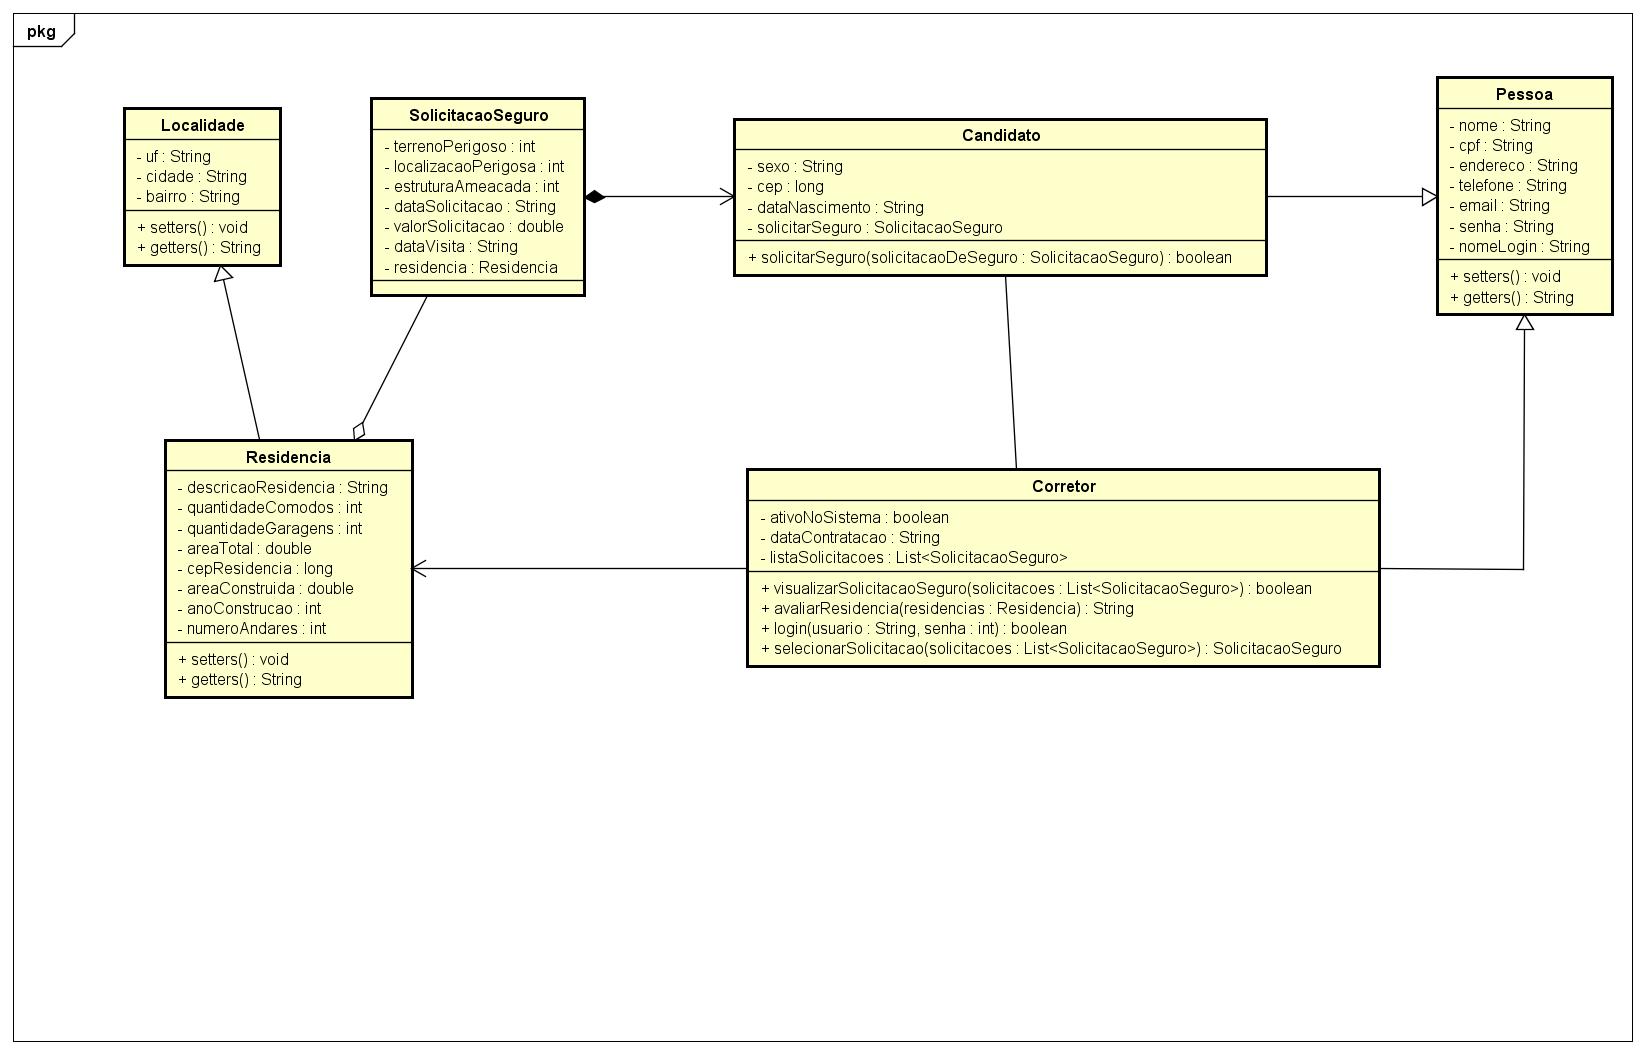 pkg
Localidade
- uf : String
- cidade : String
- bairro : String
+ setters() : void
+ getters() : String
SolicitacaoSeguro
- terrenoPerigoso : int
- localizacaoPerigosa : int
- estruturaAmeacada : int
- dataSolicitacao : String
- valorSolicitacao : double
- dataVisita : String
- residencia : Residencia
Candidato
- sexo : String
- cep : long
- dataNascimento : String
- solicitarSeguro : SolicitacaoSeguro
+ solicitarSeguro(solicitacaoDeSeguro : SolicitacaoSeguro) : boolean
Pessoa
- nome : String
- cpf : String
- endereco : String
- telefone : String
- email : String
- senha : String
- nomeLogin : String
+ setters() : void
+ getters() : String
Residencia
- descricaoResidencia : String
- quantidadeComodos : int
- quantidadeGaragens : int
- areaTotal : double
- cepResidencia : long
- areaConstruida : double
- anoConstrucao : int
- numeroAndares : int
+ setters() : void
+ getters() : String
Corretor
- ativoNoSistema : boolean
- dataContratacao : String
- listaSolicitacoes : List<SolicitacaoSeguro>
+ visualizarSolicitacaoSeguro(solicitacoes : List<SolicitacaoSeguro>) : boolean
+ avaliarResidencia(residencias : Residencia) : String
+ login(usuario : String, senha : int) : boolean
+ selecionarSolicitacao(solicitacoes : List<SolicitacaoSeguro>) : SolicitacaoSeguro